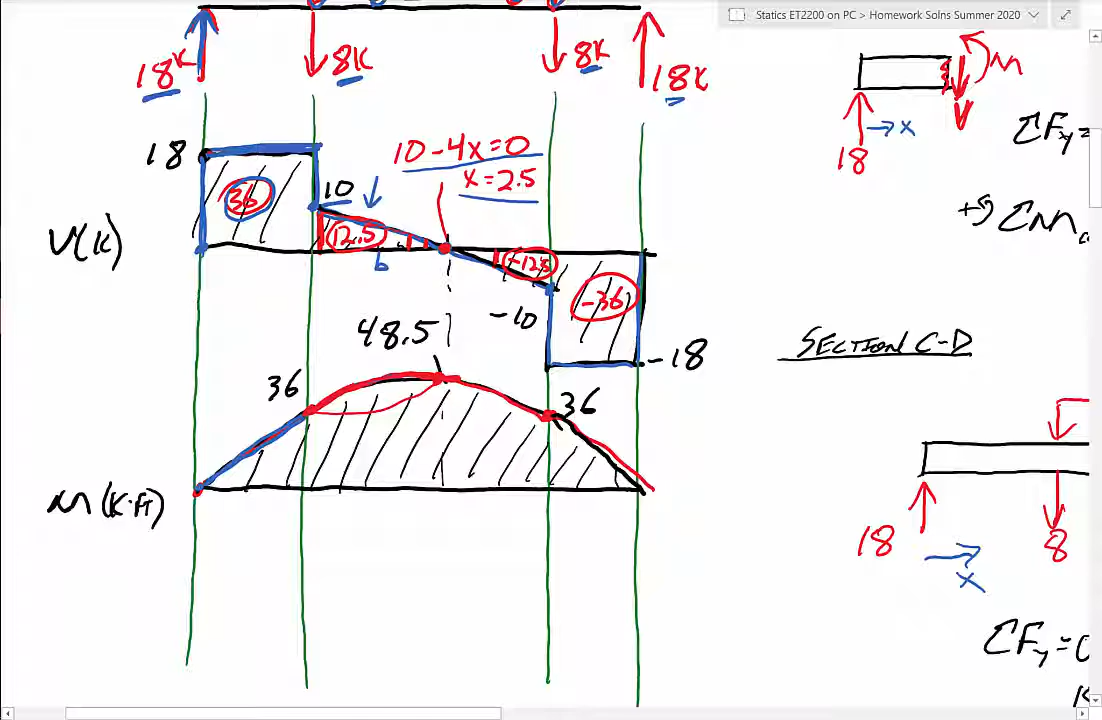 Statics ET2200 on PC > Homework Solns Summer 2020
18K
8K
8K
18K
M
→x
18
ΣFy=
+ ΣM
18
36
10
10-4x=0
x=2.5
12.5
b
-12.5
-36
-10
-18
V(K)
48.5
36
36
M(K·FT)
SECTION C-D
18
8
x
ΣFy=0
K